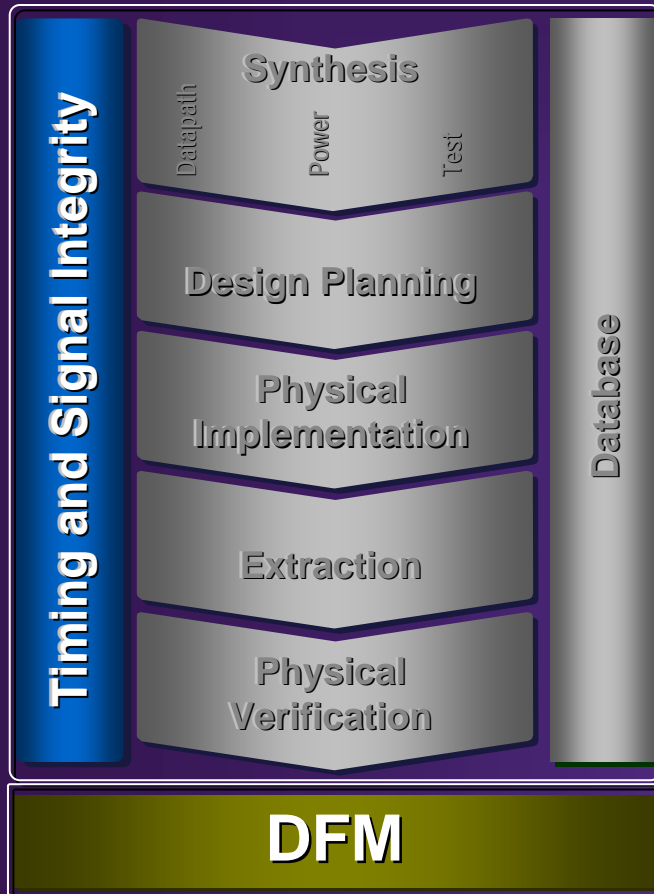 Timing and Signal Integrity
Synthesis
Datapath
Power
Test
Design Planning
Physical
Implementation
Extraction
Physical
Verification
Database
DFM